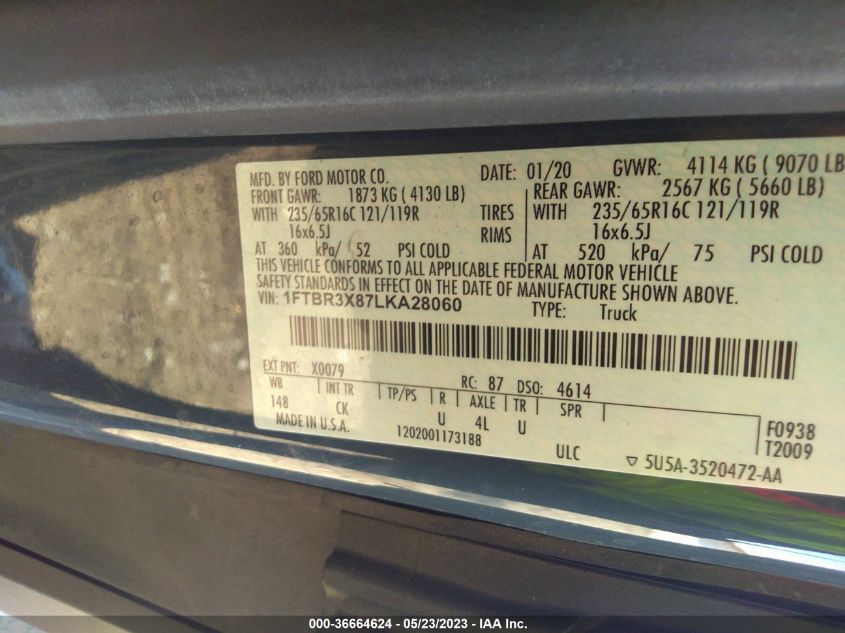 MFD. BY FORD MOTOR CO. DATE: 01/20 GVWR: 4114 KG ( 9070 LB
FRONT GAWR: 1873 KG ( 4130 LB) REAR GAWR: 2567 KG ( 5660 LB)
WITH 235/65R16C 121/119R TIRES WITH 235/65R16C 121/119R
16x6.5J RIMS 16x6.5J
AT 360 kPa/ 52 PSI COLD AT 520 kPa/ 75 PSI COLD
THIS VEHICLE CONFORMS TO ALL APPLICABLE FEDERAL MOTOR VEHICLE
SAFETY STANDARDS IN EFFECT ON THE DATE OF MANUFACTURE SHOWN ABOVE.
VIN: 1FTBR3X87LKA28060 TYPE: Truck
EXT PNT: X0079 RC: 87 DSO: 4614
WB INT TR TP/PS R AXLE TR SPR
148 CK U 4L U F0938
MADE IN U.S.A. 1202001173188 ULC T2009
▽ 5U5A-3520472-AA
000-36664624 / 05/23/2023 - IAA Inc.